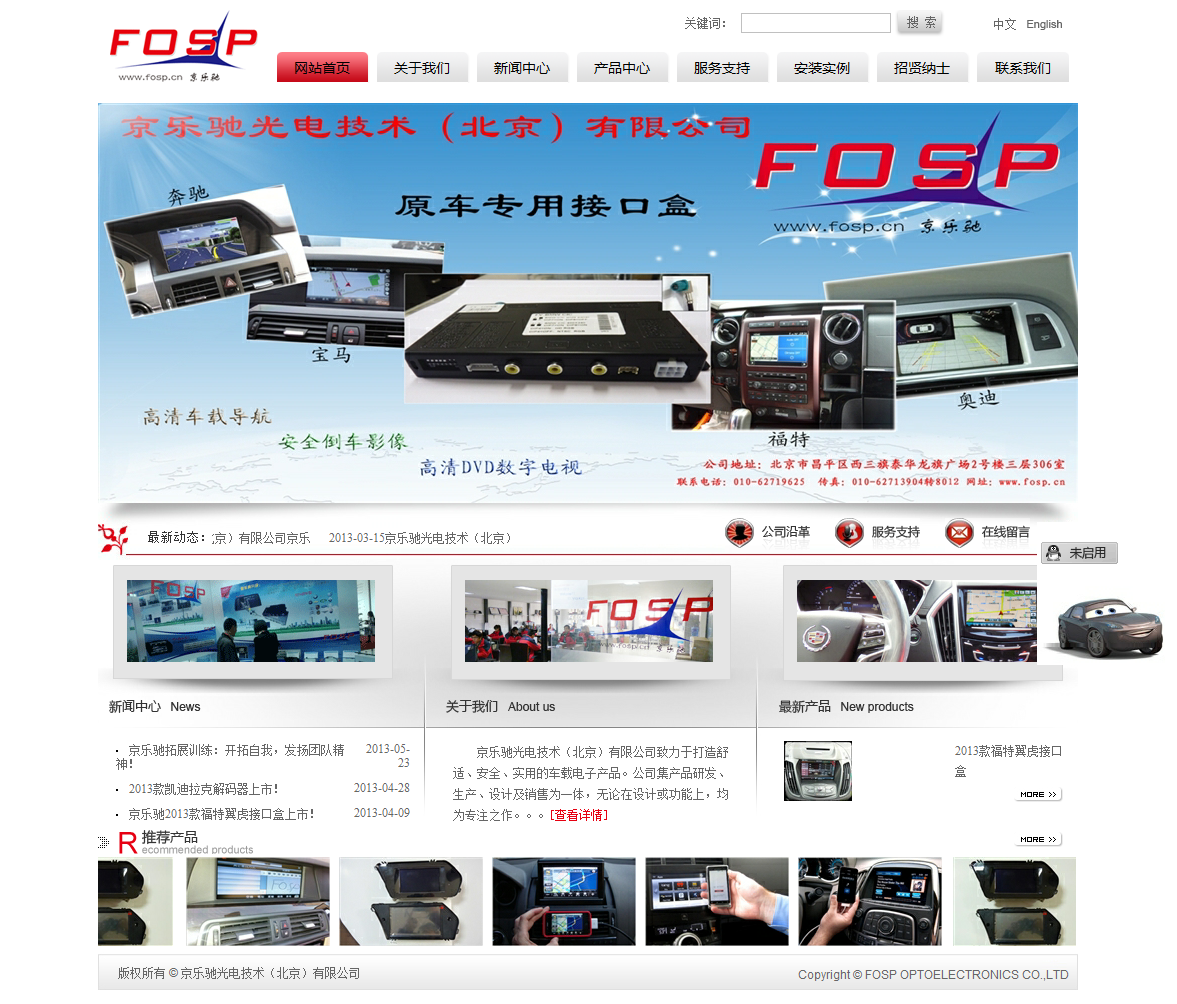 FOSP
www.fosp.cn 京乐驰
关键词：
搜 索
中文 English
网站首页 关于我们 新闻中心 产品中心 服务支持 安装实例 招贤纳士 联系我们
京乐驰光电技术（北京）有限公司
FOSP
www.fosp.cn 京乐驰
奔驰
原车专用接口盒
宝马
奥迪
福特
高清车载导航
安全倒车影像
高清DVD数字电视
公司地址：北京市昌平区西三旗泰华龙旗广场2号楼三层306室
联系电话：010-62719625 传真：010-62713904转8012 网址：www.fosp.cn
最新动态：京）有限公司京乐 2013-03-15京乐驰光电技术（北京）
公司沿革 服务支持 在线留言
未启用
FOSP
FOSP
www.fosp.cn 京乐驰
新闻中心 News
关于我们 About us
最新产品 New products
京乐驰拓展训练：开拓自我，发扬团队精神！ 2013-05-23
2013款凯迪拉克解码器上市！ 2013-04-28
京乐驰2013款福特翼虎接口盒上市！ 2013-04-09
京乐驰光电技术（北京）有限公司致力于打造舒
适、安全、实用的车载电子产品。公司集产品研发、
生产、设计及销售为一体，无论在设计或功能上，均
为专注之作。。。[查看详情]
2013款福特翼虎接口
盒
MORE >>
R 推荐产品
ecommended products
MORE >>
版权所有 © 京乐驰光电技术（北京）有限公司
Copyright © FOSP OPTOELECTRONICS CO.,LTD